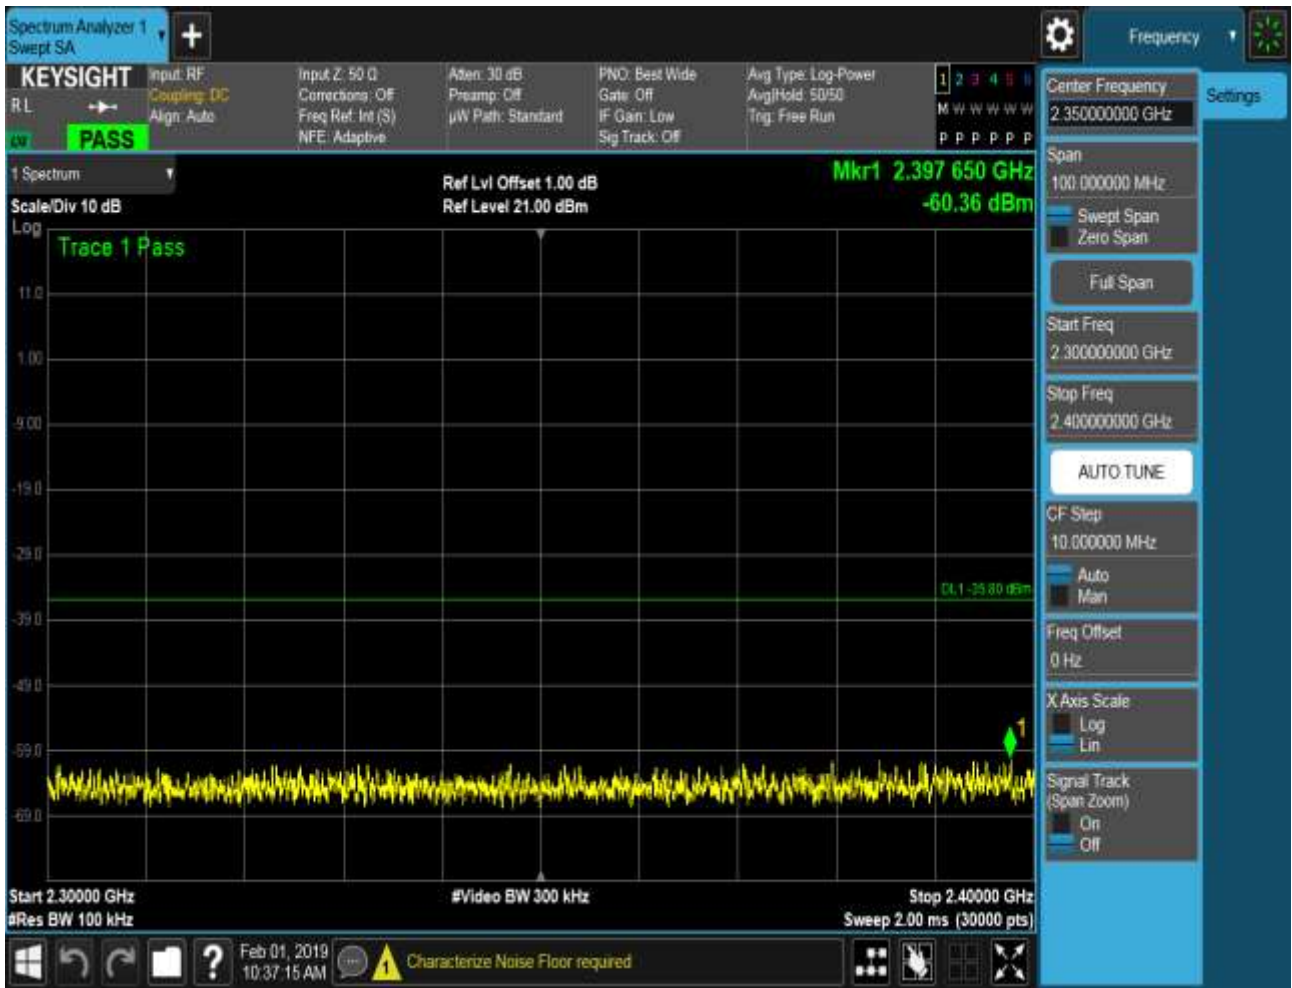 Spectrum Analyzer 1
Swept SA
+
Frequency
KEYSIGHT
RL
PASS
Input: RF
Coupling: DC
Align: Auto
Input Z: 50 Ω
Corrections: Off
Freq Ref: Int (S)
NFE: Adaptive
Atten: 30 dB
Preamp: Off
µW Path: Standard
PNO: Best Wide
Gate: Off
IF Gain: Low
Sig Track: Off
Avg Type: Log-Power
Avg|Hold: 50/50
Trig: Free Run
1 2 3 4 5 6
M W W W W W
P P P P P P
1 Spectrum
Scale/Div 10 dB
Ref Lvl Offset 1.00 dB
Ref Level 21.00 dBm
Mkr1 2.397 650 GHz
-60.36 dBm
Log
Trace 1 Pass
11.0
1.00
-9.00
-19.0
-29.0
-39.0
-49.0
-59.0
-69.0
DL1 -35.80 dBm
1
Start 2.30000 GHz
#Res BW 100 kHz
#Video BW 300 kHz
Stop 2.40000 GHz
Sweep 2.00 ms (30000 pts)
Center Frequency
2.350000000 GHz
Settings
Span
100.000000 MHz
Swept Span
Zero Span
Full Span
Start Freq
2.300000000 GHz
Stop Freq
2.400000000 GHz
AUTO TUNE
CF Step
10.000000 MHz
Auto
Man
Freq Offset
0 Hz
X Axis Scale
Log
Lin
Signal Track
(Span Zoom)
On
Off
?
Feb 01, 2019
10:37:15 AM
1
Characterize Noise Floor required